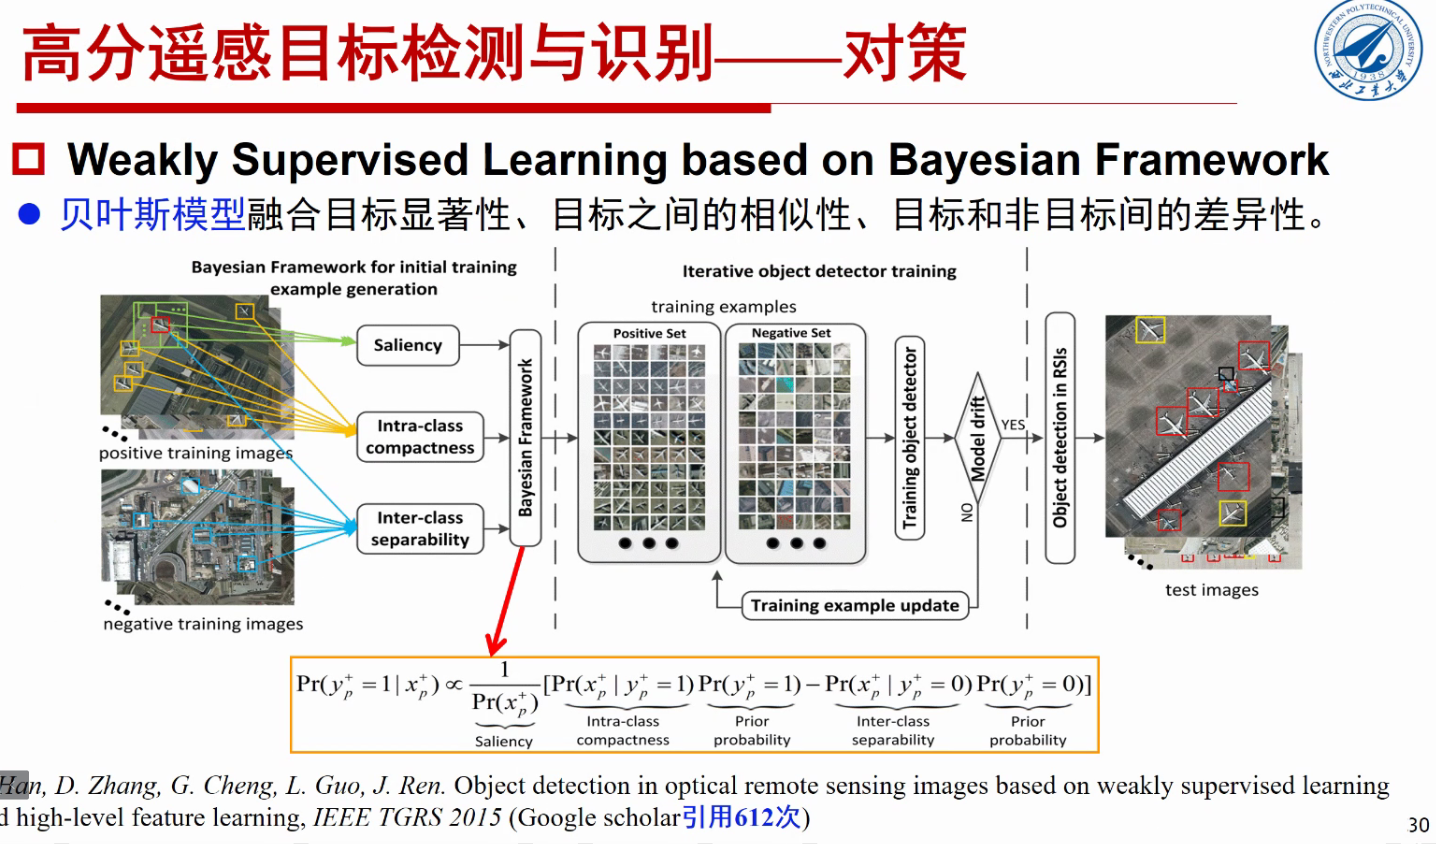 高分遥感目标检测与识别——对策
NORTHWESTERN POLYTECHNICAL UNIVERSITY
1938
西北工业大学
Weakly Supervised Learning based on Bayesian Framework
贝叶斯模型融合目标显著性、目标之间的相似性、目标和非目标间的差异性。
Bayesian Framework for initial training
example generation
Iterative object detector training
training examples
Positive Set
Negative Set
Saliency
Intra-class
compactness
Inter-class
separability
positive training images
negative training images
Bayesian Framework
Training object detector
Model drift
YES
NO
Training example update
Object detection in RSIs
test images
Pr(y_p^+ = 1 | x_p^+) ∝ 1/Pr(x_p^+) [Pr(x_p^+ | y_p^+ = 1) Pr(y_p^+ = 1) − Pr(x_p^+ | y_p^+ = 0) Pr(y_p^+ = 0)]
Saliency
Intra-class
compactness
Prior
probability
Inter-class
separability
Prior
probability
Han, D. Zhang, G. Cheng, L. Guo, J. Ren. Object detection in optical remote sensing images based on weakly supervised learning
d high-level feature learning, IEEE TGRS 2015 (Google scholar引用612次)
30